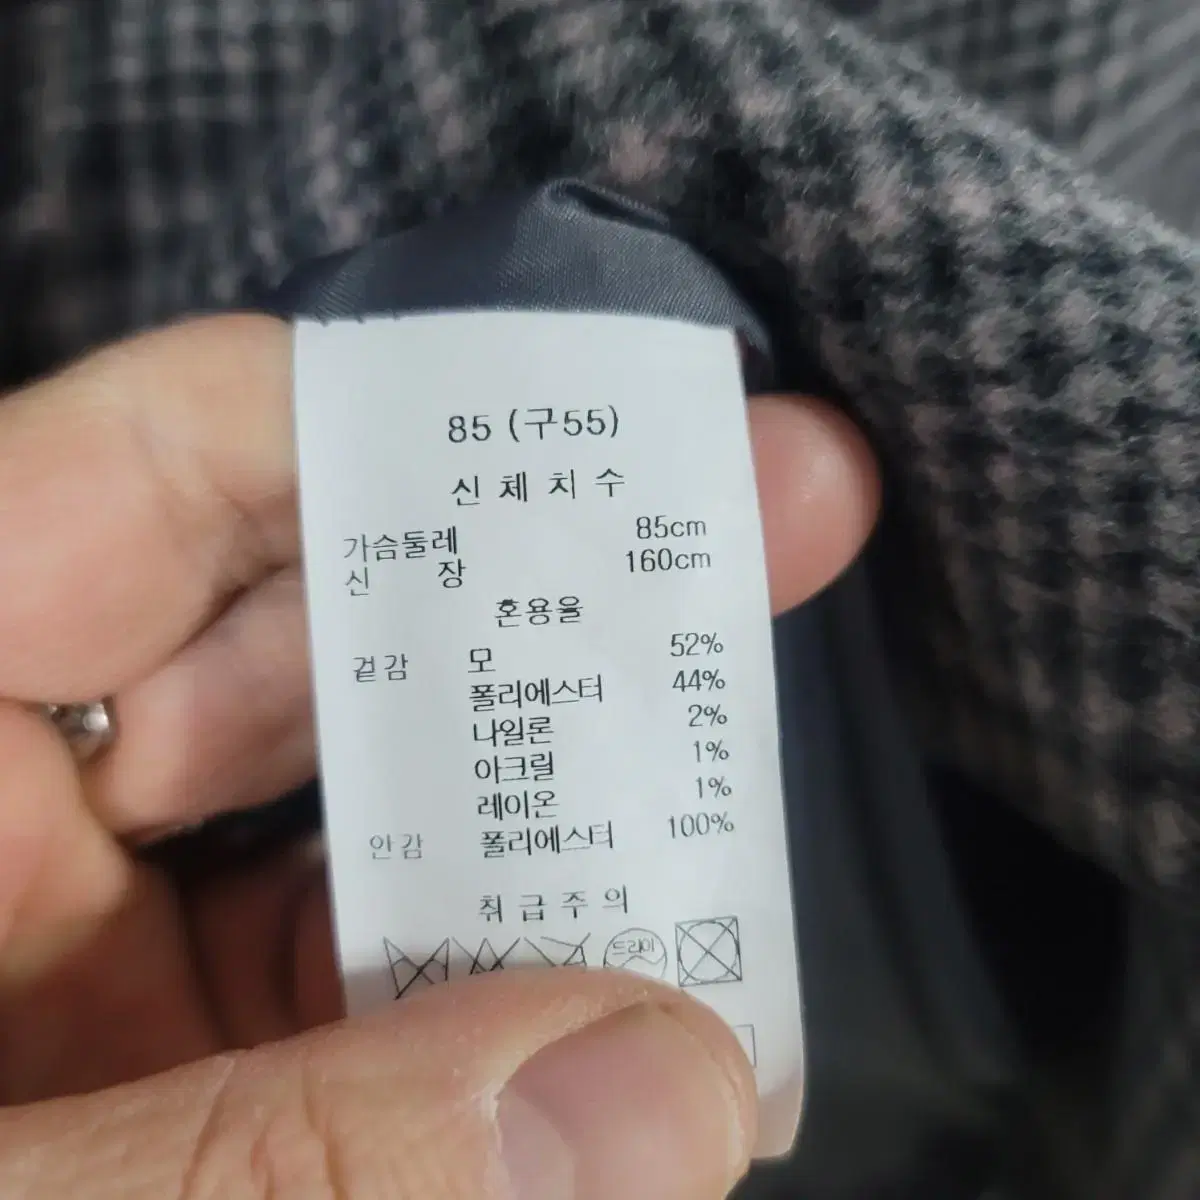 85 (구55)
신 체 치 수
가슴둘레 85cm
신 장 160cm
혼용율
겉감 모 52%
폴리에스터 44%
나일론 2%
아크릴 1%
레이온 1%
안감 폴리에스터 100%
취 급 주 의
드라이